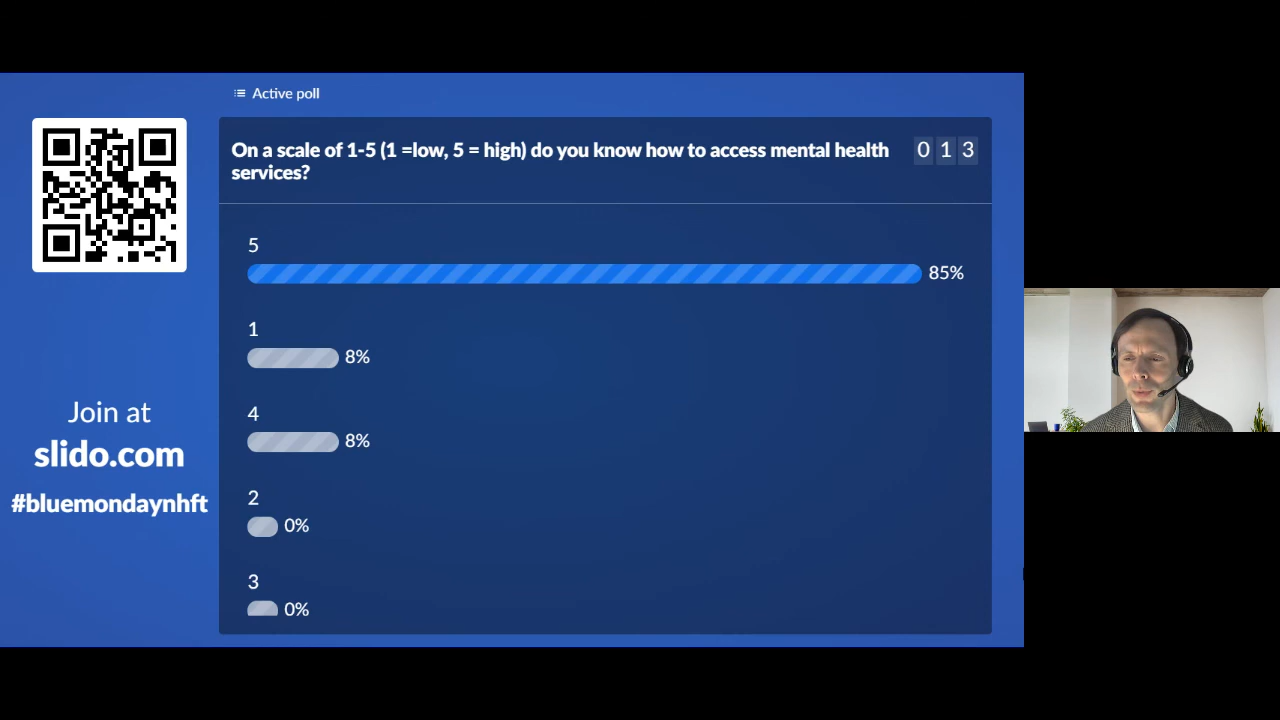 Active poll
On a scale of 1-5 (1 =low, 5 = high) do you know how to access mental health
services?
0 1 3
5
85%
1
8%
4
8%
2
0%
3
0%
Join at
slido.com
#bluemondaynhft